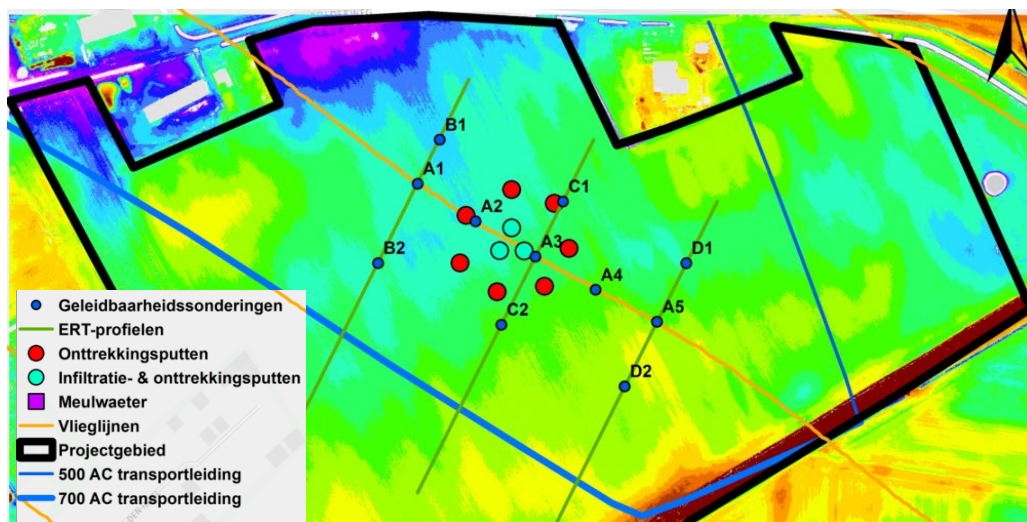 B1
A1
A2
C1
B2
A3
D1
A4
A5
C2
D2
Geleidbaarheidssonderingen
ERT-profielen
Onttrekkingsputten
Infiltratie- & onttrekkingsputten
Meulwaeter
Vlieglijnen
Projectgebied
500 AC transportleiding
700 AC transportleiding